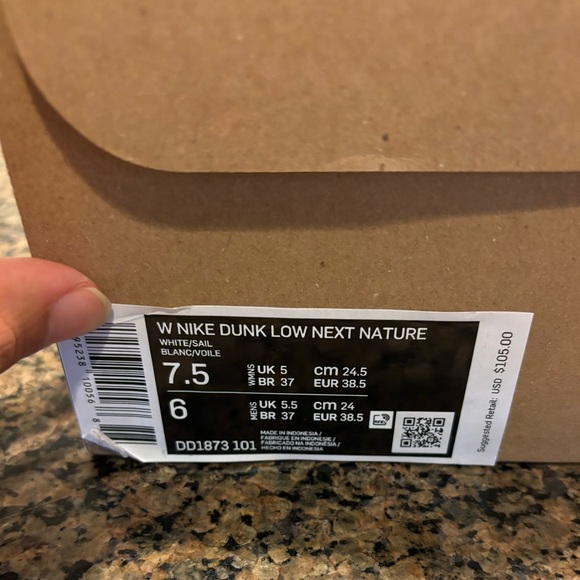 W NIKE DUNK LOW NEXT NATURE
WHITE/SAIL
BLANC/VOILE
7.5 WMNS UK 5 cm 24.5
BR 37 EUR 38.5
6 MENS UK 5.5 cm 24
BR 37 EUR 38.5
DD1873 101
MADE IN INDONESIA /
FABRIQUÉ EN INDONÉSIE /
FABRICADO NA INDONÉSIA /
HECHO EN INDONESIA
Suggested Retail: USD $105.00
95238 10056